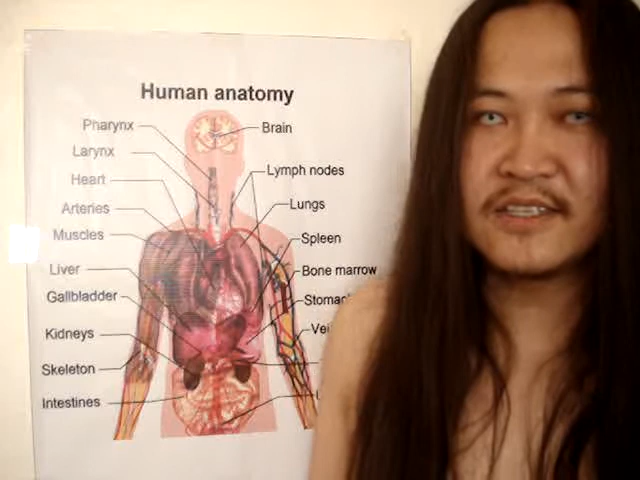 Human anatomy
Pharynx
Brain
Larynx
Lymph nodes
Heart
Lungs
Arteries
Muscles
Spleen
Liver
Bone marrow
Gallbladder
Kidneys
Skeleton
Intestines